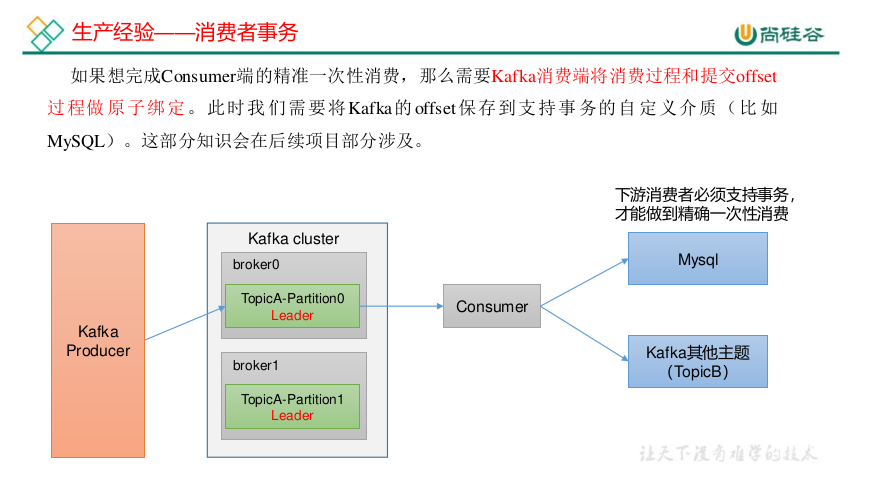 生产经验——消费者事务
尚硅谷
如果想完成Consumer端的精准一次性消费，那么需要Kafka消费端将消费过程和提交offset
过程做原子绑定。此时我们需要将Kafka的offset保存到支持事务的自定义介质（比如
MySQL）。这部分知识会在后续项目部分涉及。
下游消费者必须支持事务，
才能做到精确一次性消费
Kafka cluster
broker0
TopicA-Partition0
Leader
broker1
TopicA-Partition1
Leader
Kafka
Producer
Consumer
Mysql
Kafka其他主题
（TopicB）
让天下没有难学的技术